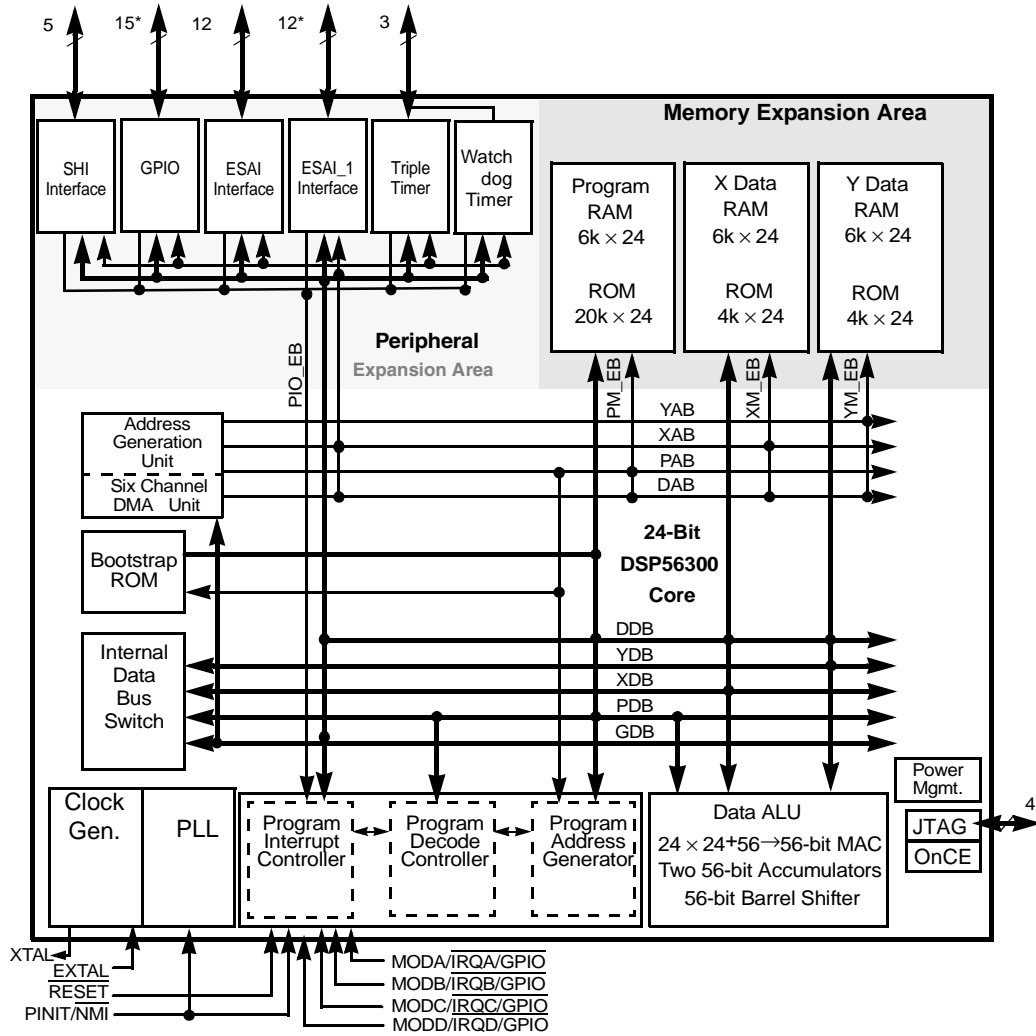 5 15* 12 12* 3
Memory Expansion Area
SHI
Interface
GPIO
ESAI
Interface
ESAI_1
Interface
Triple
Timer
Watch
dog
Timer
Program
RAM
6k × 24
ROM
20k × 24
X Data
RAM
6k × 24
ROM
4k × 24
Y Data
RAM
6k × 24
ROM
4k × 24
Peripheral
Expansion Area
PIO_EB
PM_EB
XM_EB
YM_EB
Address
Generation
Unit
Six Channel
DMA Unit
YAB
XAB
PAB
DAB
Bootstrap
ROM
24-Bit
DSP56300
Core
Internal
Data
Bus
Switch
DDB
YDB
XDB
PDB
GDB
Power
Mgmt.
Clock
Gen.
PLL
Program
Interrupt
Controller
Program
Decode
Controller
Program
Address
Generator
Data ALU
24 × 24+56→56-bit MAC
Two 56-bit Accumulators
56-bit Barrel Shifter
JTAG
OnCE
4
XTAL
EXTAL
RESET
PINIT/NMI
MODA/IRQA/GPIO
MODB/IRQB/GPIO
MODC/IRQC/GPIO
MODD/IRQD/GPIO